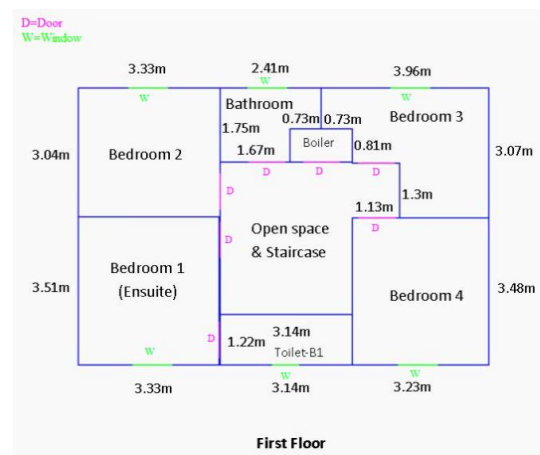 D=Door
W=Window
3.33m
2.41m
3.96m
W
W
W
Bathroom
0.73m
0.73m
Bedroom 3
1.75m
Boiler
0.81m
3.04m
Bedroom 2
1.67m
3.07m
D
D
D
D
1.3m
1.13m
D
D
Open space
& Staircase
Bedroom 1
(Ensuite)
3.51m
3.48m
Bedroom 4
D
1.22m
3.14m
Toilet-B1
W
W
W
3.33m
3.14m
3.23m
First Floor